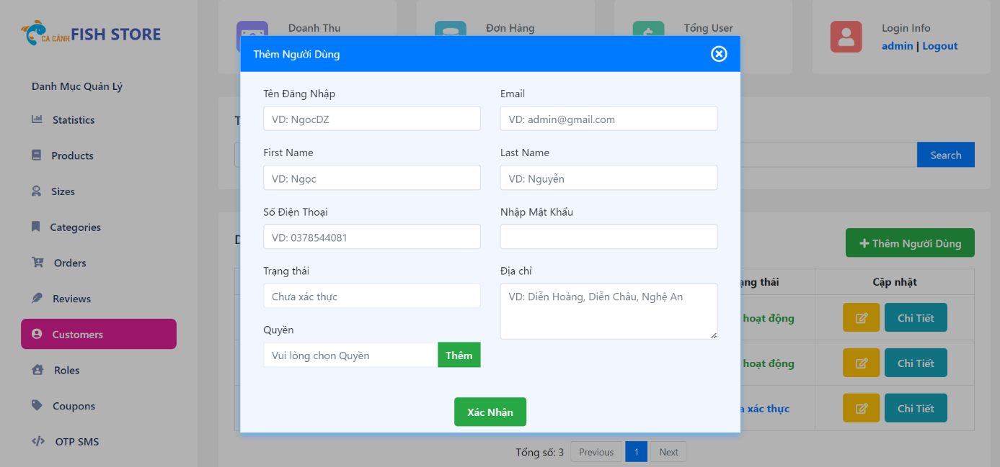 CÁ CẢNH FISH STORE
Danh Mục Quản Lý
Statistics
Products
Sizes
Categories
Orders
Reviews
Customers
Roles
Coupons
OTP SMS
Doanh Thu
Đơn Hàng
Tổng User
Login Info
admin | Logout
Search
Thêm Người Dùng
Tên Đăng Nhập
VD: NgocDZ
Email
VD: admin@gmail.com
First Name
VD: Ngọc
Last Name
VD: Nguyễn
Số Điện Thoại
VD: 0378544081
Nhập Mật Khẩu
Trạng thái
Chưa xác thực
Địa chỉ
VD: Diễn Hoàng, Diễn Châu, Nghệ An
Quyền
Vui lòng chọn Quyền
Thêm
Xác Nhận
Thêm Người Dùng
thái
Cập nhật
hoạt động
Chi Tiết
hoạt động
Chi Tiết
xác thực
Chi Tiết
Tổng số: 3 Previous 1 Next